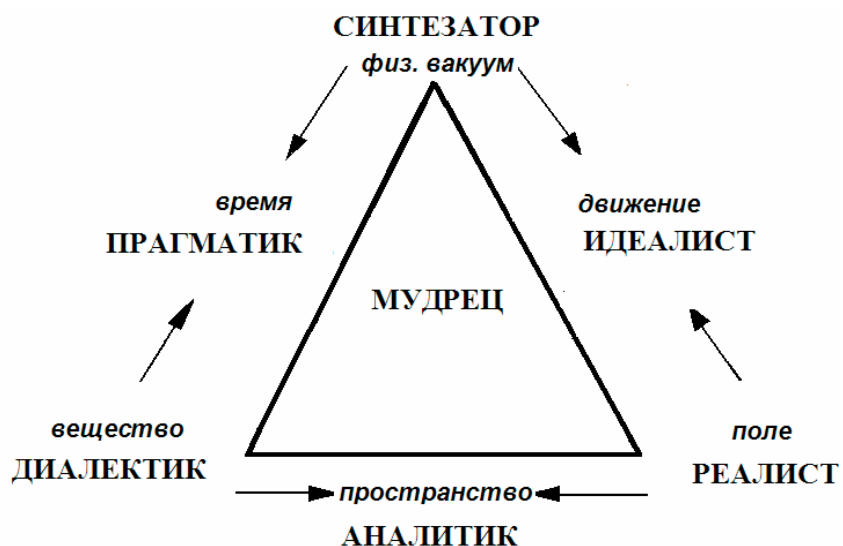 СИНТЕЗАТОР
физ. вакуум
время
ПРАГМАТИК
движение
ИДЕАЛИСТ
МУДРЕЦ
вещество
ДИАЛЕКТИК
поле
РЕАЛИСТ
пространство
АНАЛИТИК